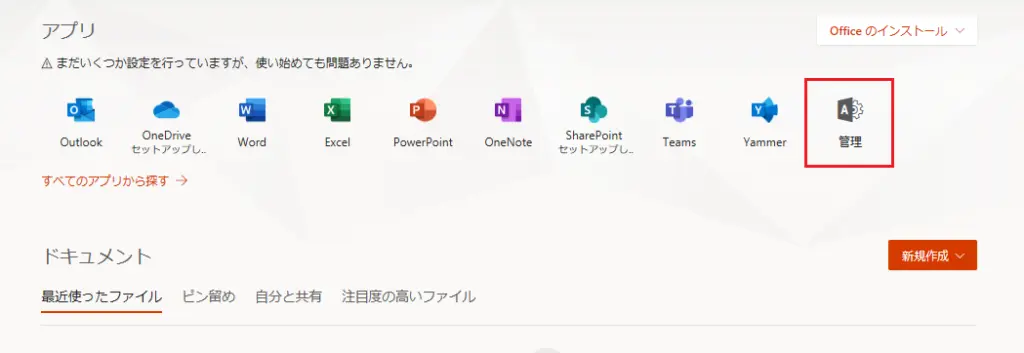 アプリ
Office のインストール
⚠ まだいくつか設定を行っていますが、使い始めても問題ありません。
Outlook
OneDrive
セットアップし...
Word
Excel
PowerPoint
OneNote
SharePoint
セットアップし...
Teams
Yammer
管理
すべてのアプリから探す →
ドキュメント
新規作成
最近使ったファイル
ピン留め
自分と共有
注目度の高いファイル